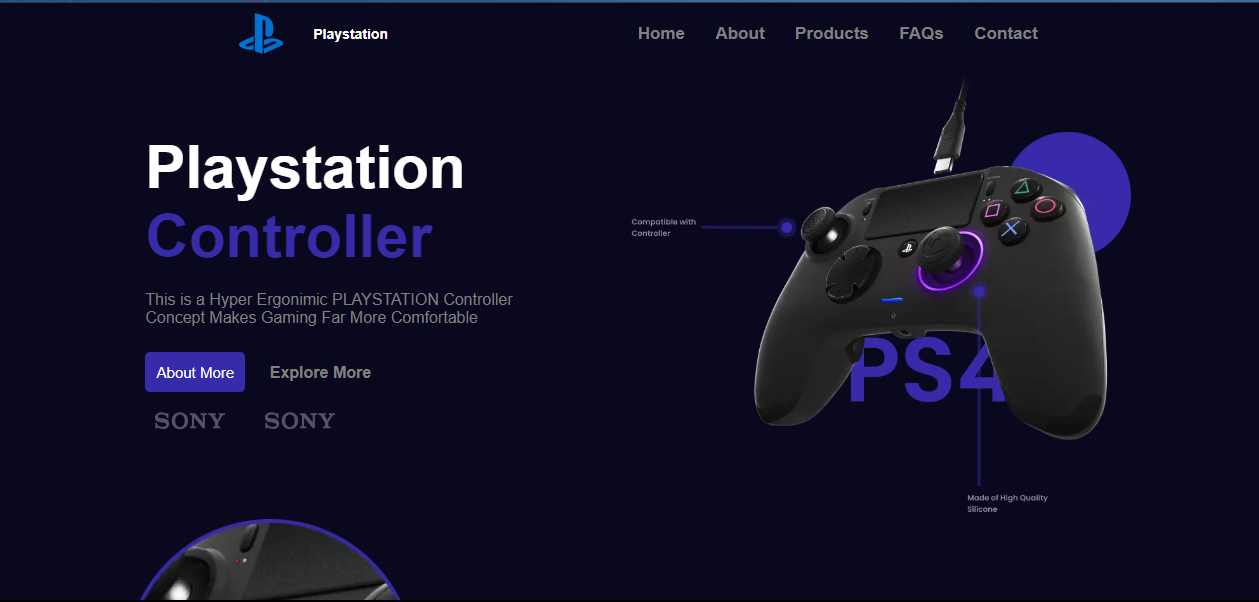 Playstation
Home
About
Products
FAQs
Contact
Playstation
Controller
This is a Hyper Ergonimic PLAYSTATION Controller
Concept Makes Gaming Far More Comfortable
About More
Explore More
SONY
SONY
Compatible with
Controller
PS4
Made of High Quality
Silicone